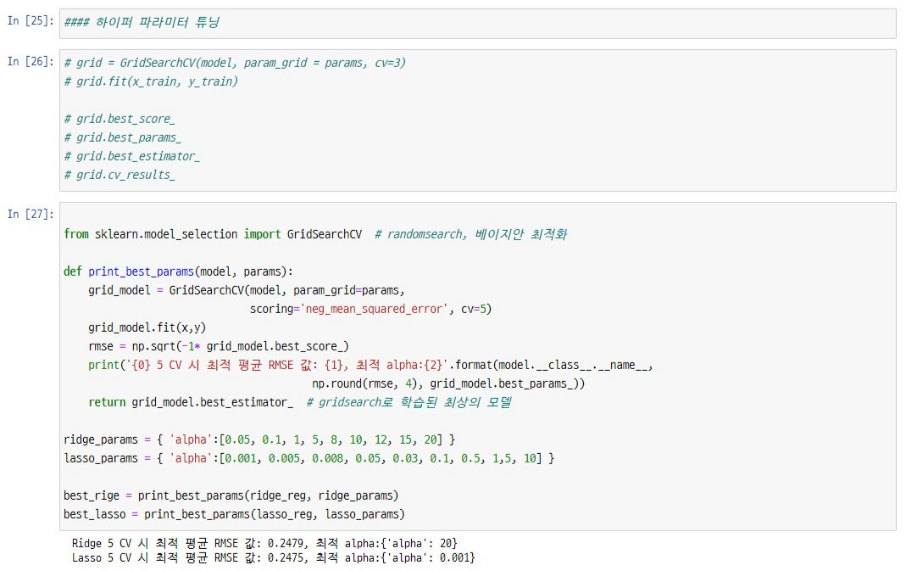 In [25]: #### 하이퍼 파라미터 튜닝
In [26]: # grid = GridSearchCV(model, param_grid = params, cv=3)
# grid.fit(x_train, y_train)
# grid.best_score_
# grid.best_params_
# grid.best_estimator_
# grid.cv_results_
In [27]:
from sklearn.model_selection import GridSearchCV  # randomsearch, 베이지안 최적화
def print_best_params(model, params):
    grid_model = GridSearchCV(model, param_grid=params,
                              scoring='neg_mean_squared_error', cv=5)
    grid_model.fit(x,y)
    rmse = np.sqrt(-1* grid_model.best_score_)
    print('{0} 5 CV 시 최적 평균 RMSE 값: {1}, 최적 alpha:{2}'.format(model.__class__.__name__,
                                        np.round(rmse, 4), grid_model.best_params_))
    return grid_model.best_estimator_  # gridsearch로 학습된 최상의 모델
ridge_params = { 'alpha':[0.05, 0.1, 1, 5, 8, 10, 12, 15, 20] }
lasso_params = { 'alpha':[0.001, 0.005, 0.008, 0.05, 0.03, 0.1, 0.5, 1,5, 10] }
best_rige = print_best_params(ridge_reg, ridge_params)
best_lasso = print_best_params(lasso_reg, lasso_params)
Ridge 5 CV 시 최적 평균 RMSE 값: 0.2479, 최적 alpha:{'alpha': 20}
Lasso 5 CV 시 최적 평균 RMSE 값: 0.2475, 최적 alpha:{'alpha': 0.001}